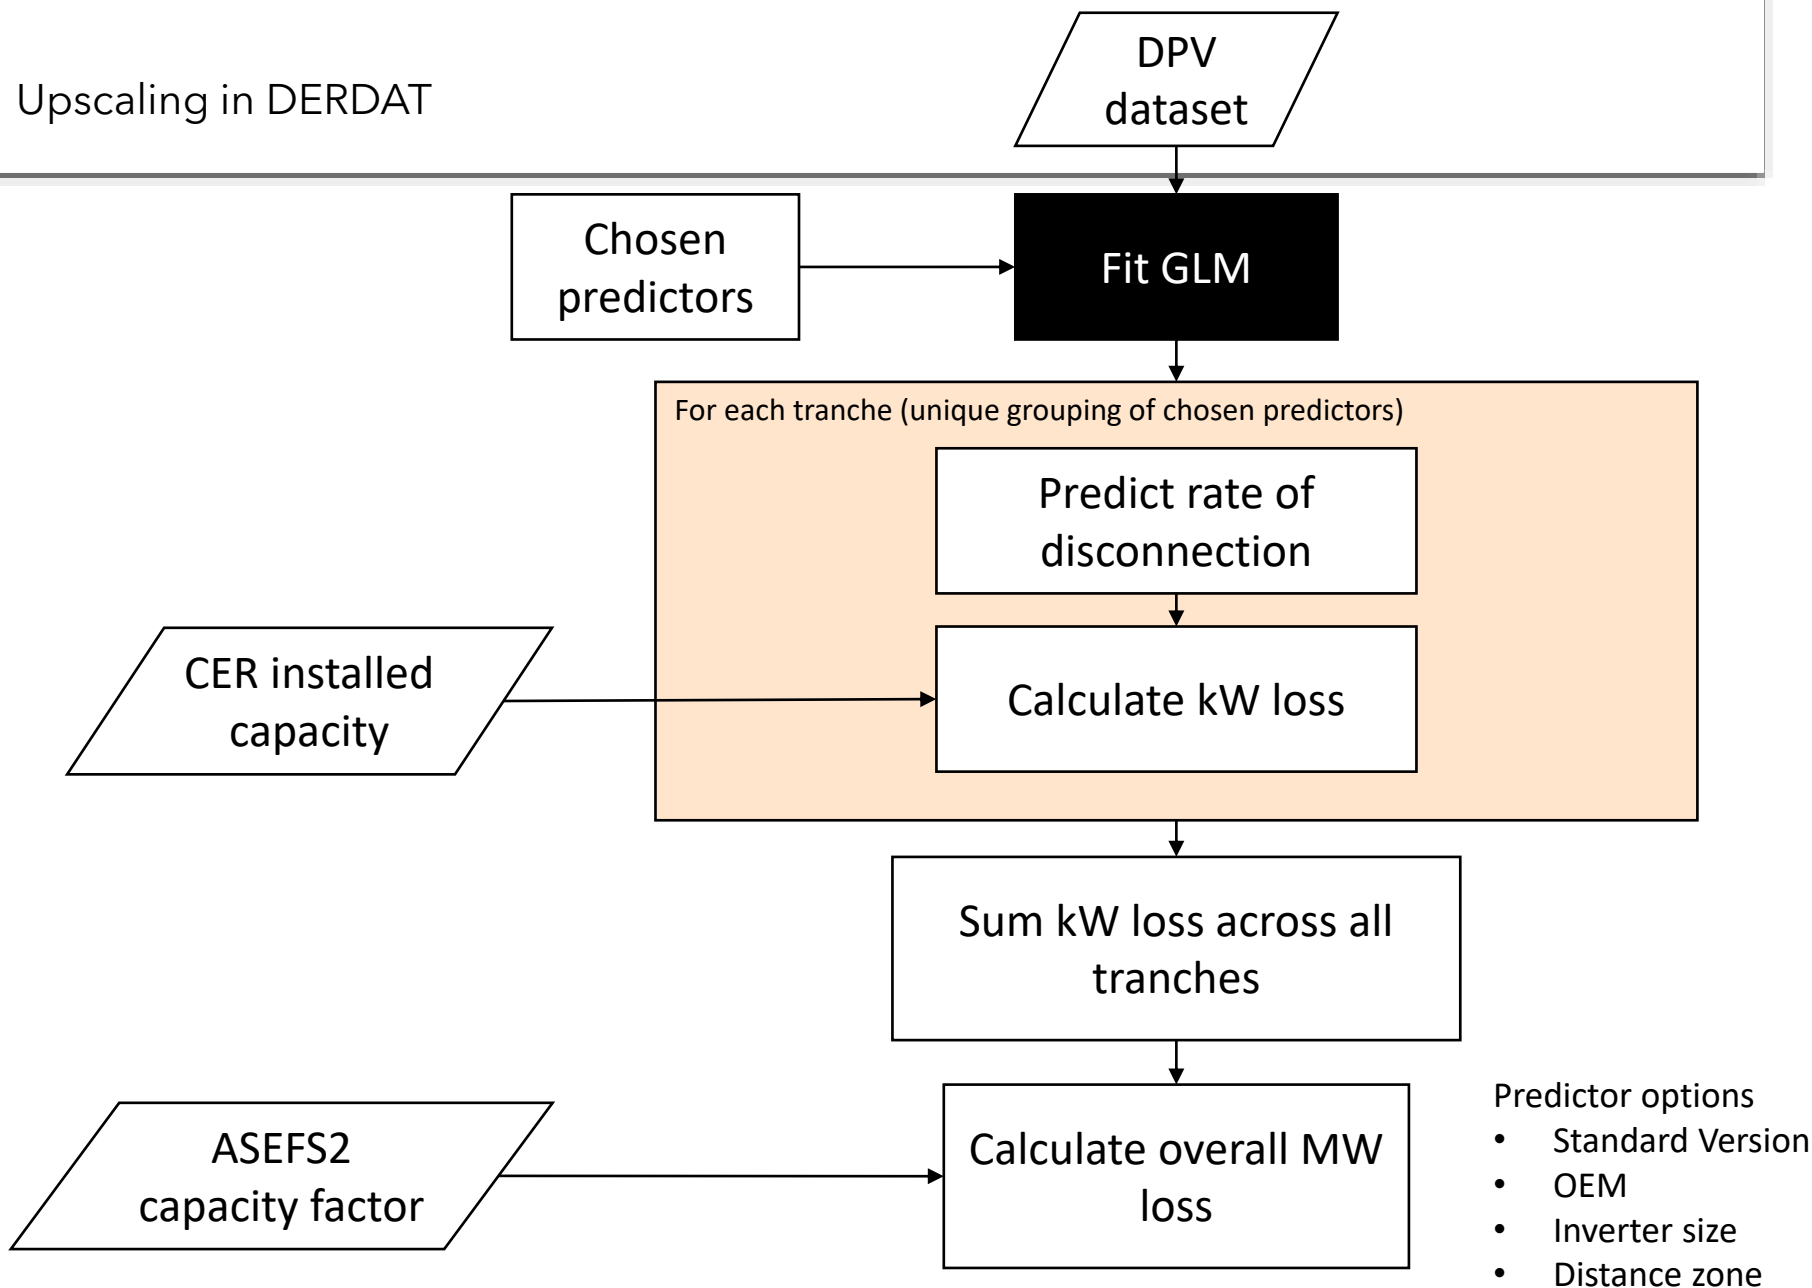 Upscaling in DERDAT
DPV
dataset
Chosen
predictors
Fit GLM
For each tranche (unique grouping of chosen predictors)
Predict rate of
disconnection
CER installed
capacity
Calculate kW loss
Sum kW loss across all
tranches
ASEFS2
capacity factor
Calculate overall MW
loss
Predictor options
• Standard Version
• OEM
• Inverter size
• Distance zone